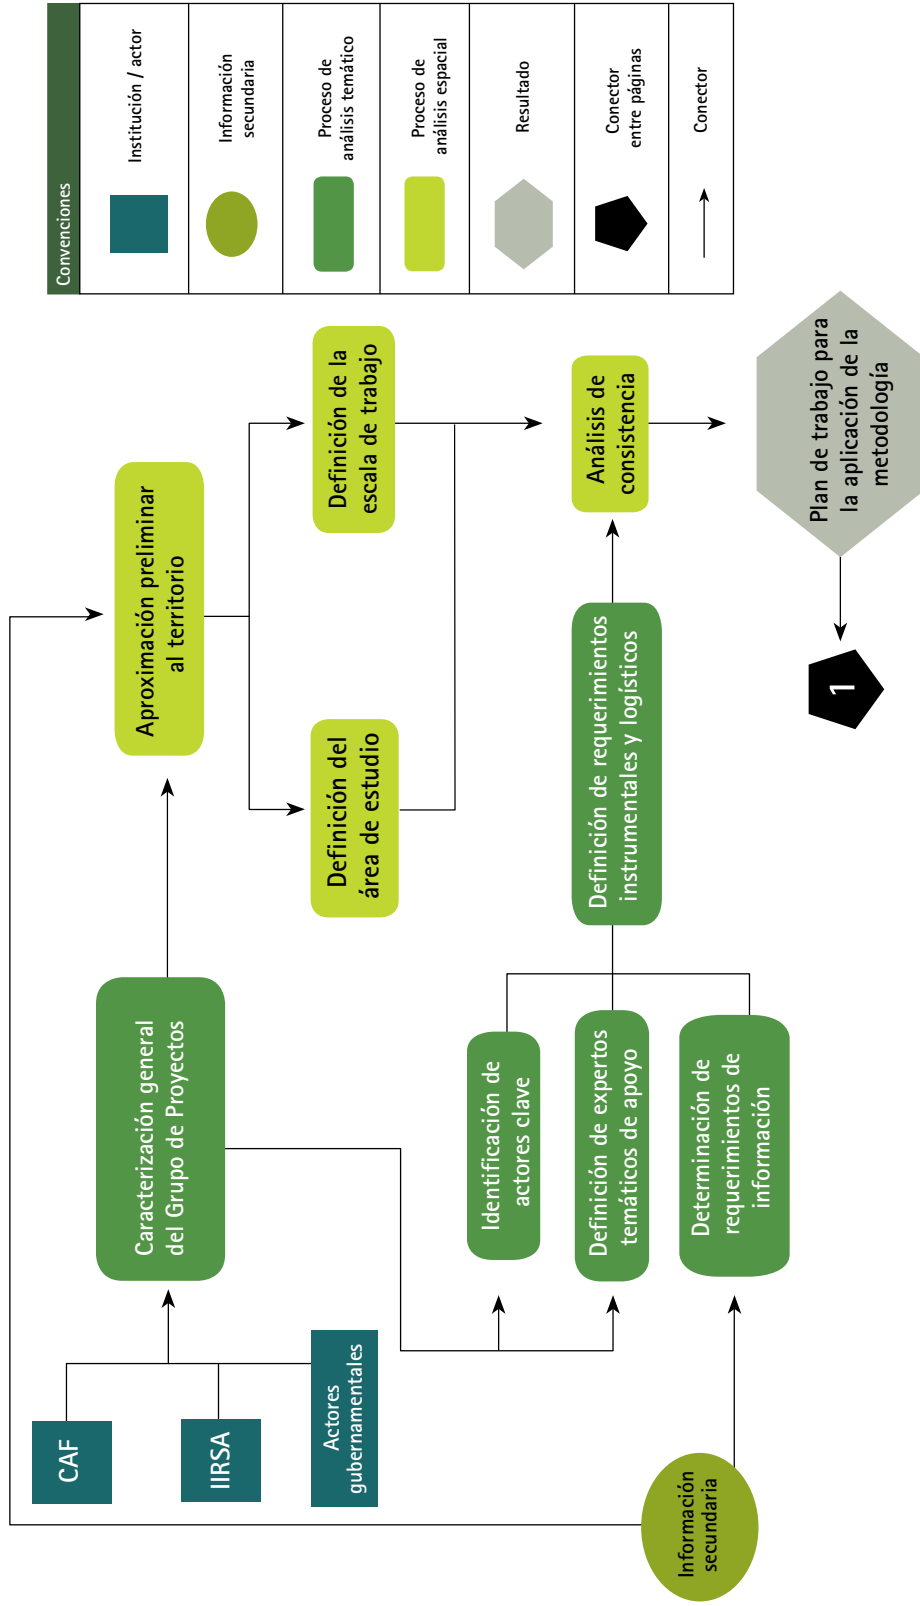 CAF
IIRSA
Actores
gubernamentales
Información
secundaria
Caracterización general
del Grupo de Proyectos
Identificación de
actores clave
Definición de expertos
temáticos de apoyo
Determinación de
requerimientos de
información
Aproximación preliminar
al territorio
Definición del
área de estudio
Definición de la
escala de trabajo
Definición de requerimientos
instrumentales y logísticos
Análisis de
consistencia
Plan de trabajo para
la aplicación de la
metodología
1
Convenciones
Institución / actor
Información
secundaria
Proceso de
análisis temático
Proceso de
análisis espacial
Resultado
Conector
entre páginas
Conector